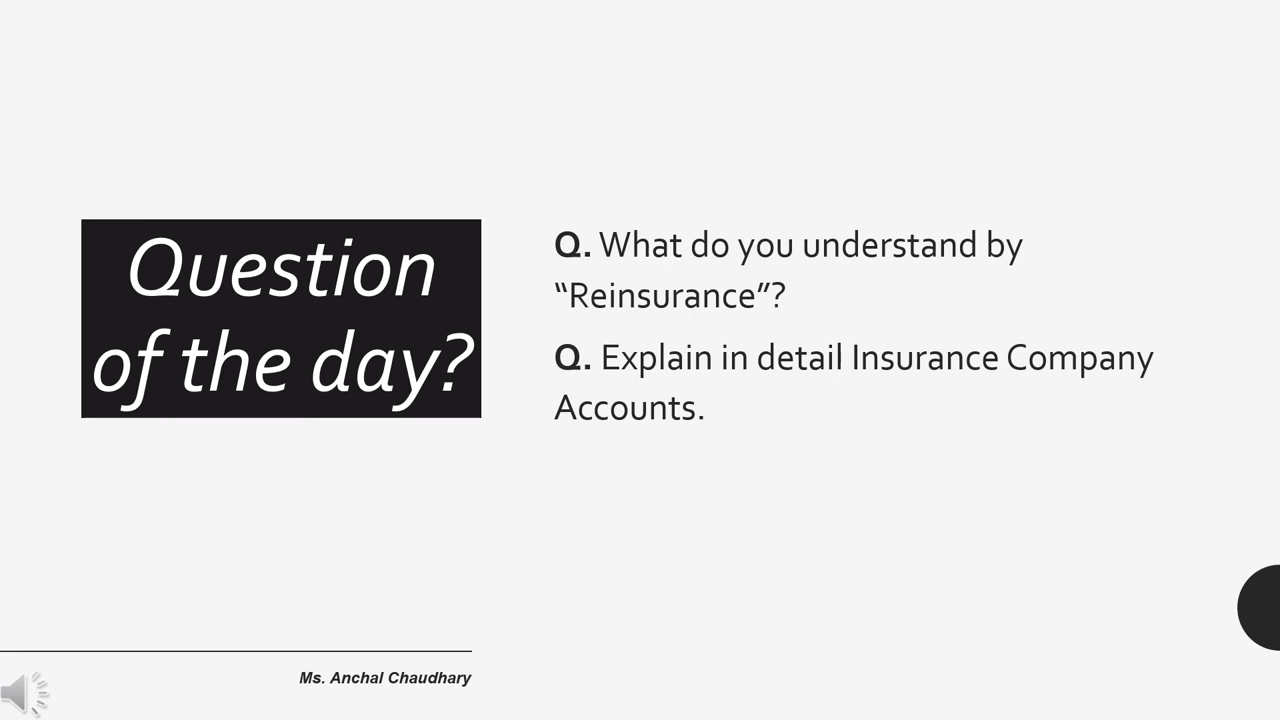 Question
of the day?
Q. What do you understand by
“Reinsurance”?
Q. Explain in detail Insurance Company
Accounts.
Ms. Anchal Chaudhary